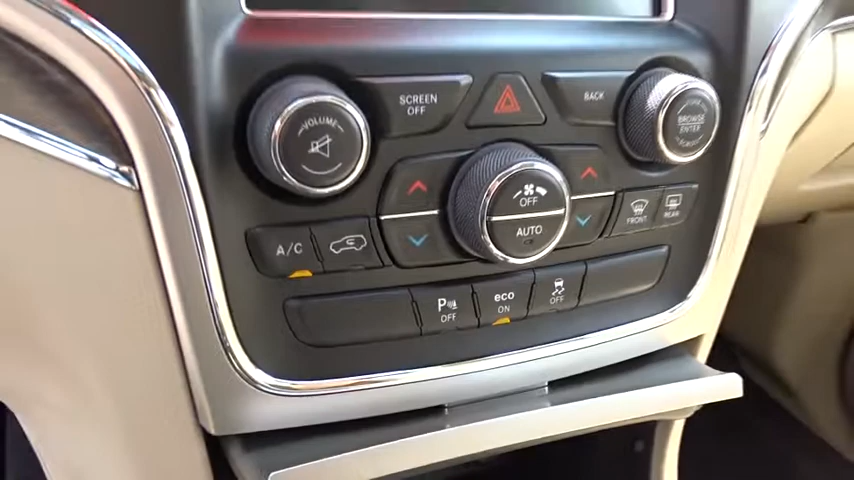 VOLUME
SCREEN
OFF
BACK
BROWSE
ENTER
OFF
AUTO
FRONT
REAR
A/C
P
OFF
eco
ON
OFF